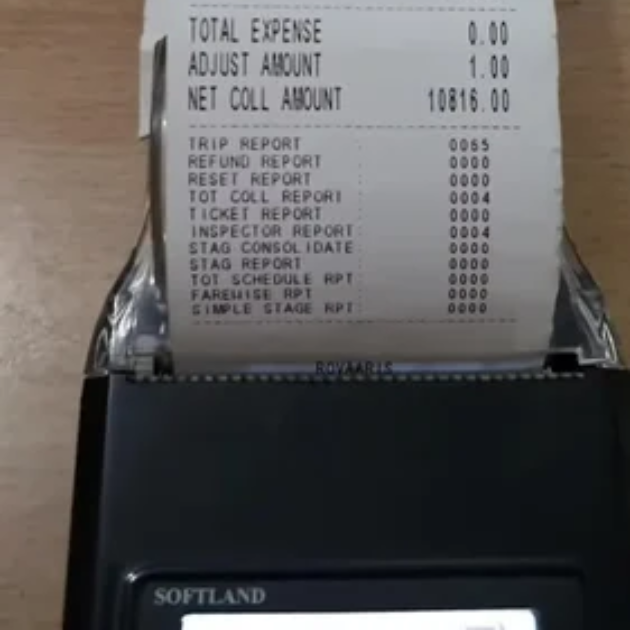 TOTAL EXPENSE 0.00
ADJUST AMOUNT 1.00
NET COLL AMOUNT 10816.00
TRIP REPORT : 0065
REFUND REPORT : 0000
RESET REPORT : 0000
TOT COLL REPORT : 0004
TICKET REPORT : 0000
INSPECTOR REPORT : 0004
STAG CONSOLIDATE : 0000
STAG REPORT : 0000
TOT SCHEDULE RPT : 0000
FAREWISE RPT : 0000
SIMPLE STAGE RPT : 0000
ROVAARIS
SOFTLAND